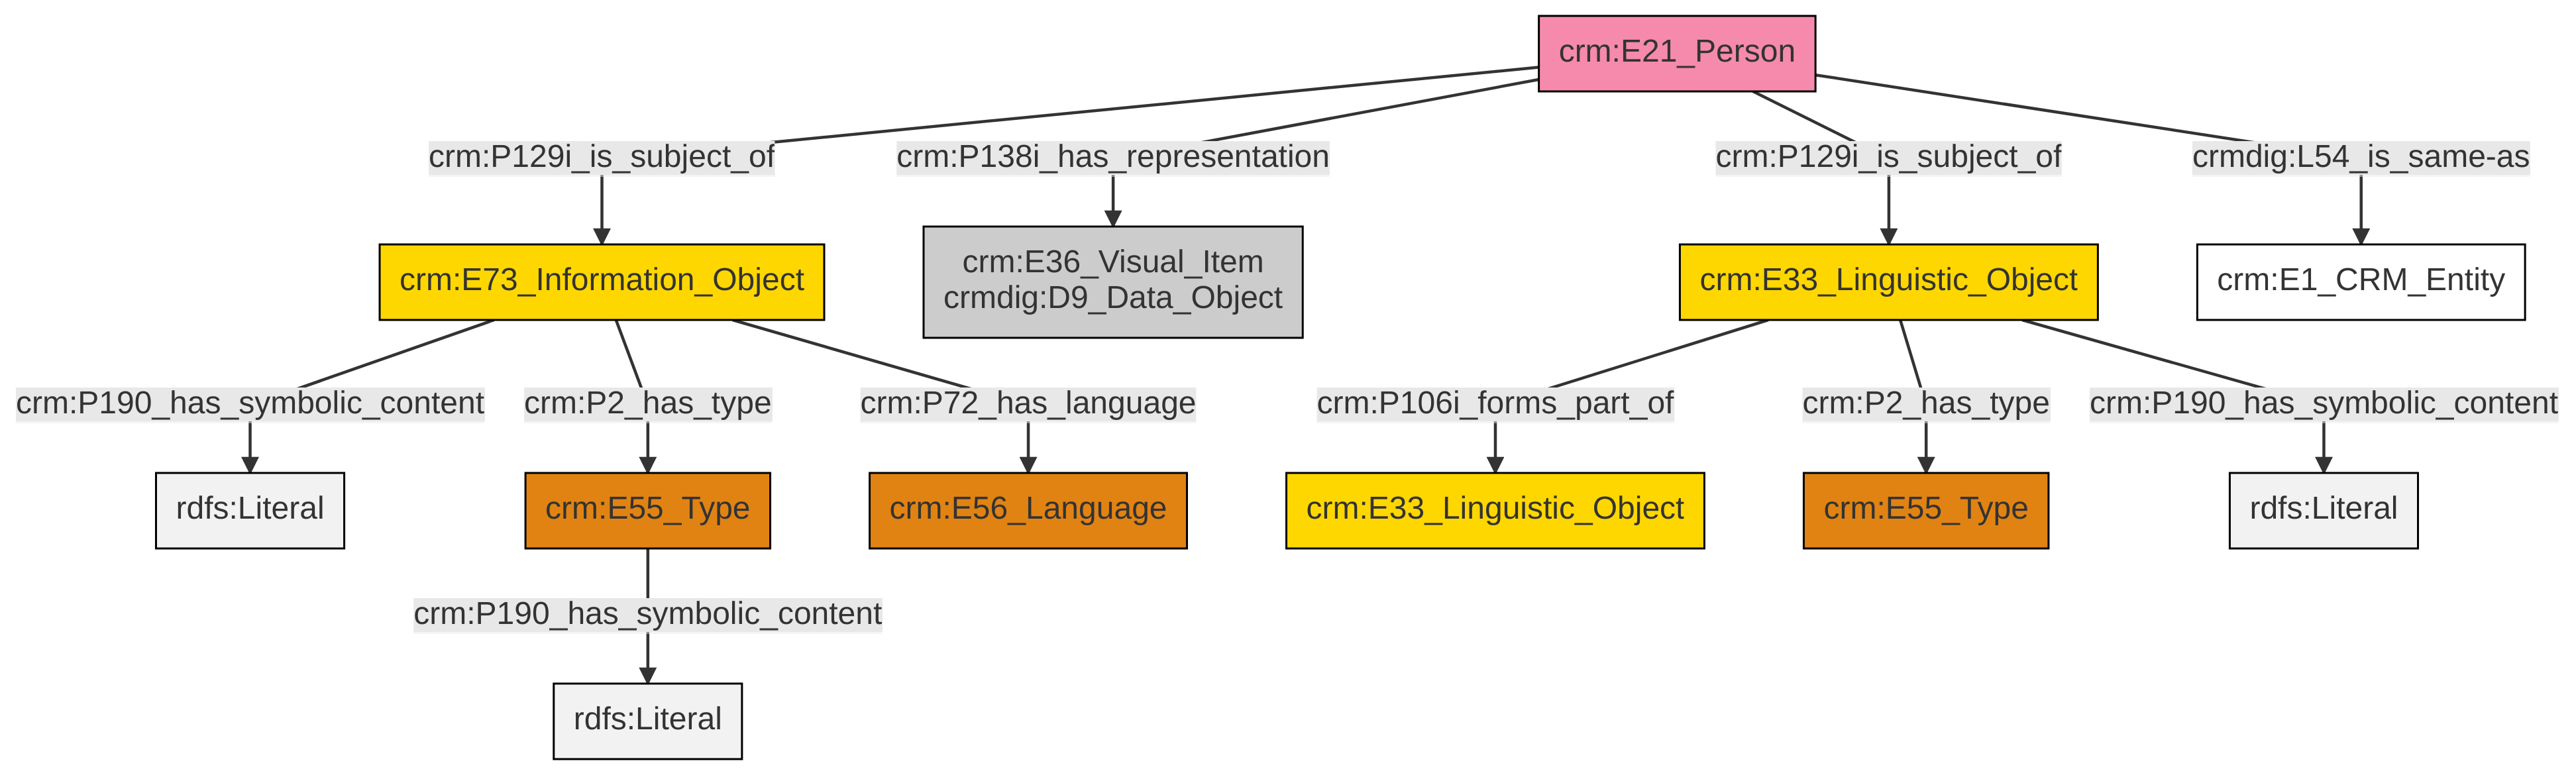 crm:E21_Person
crm:P129i_is_subject_of
crm:P138i_has_representation
crm:P129i_is_subject_of
crmdig:L54_is_same-as
crm:E73_Information_Object
crm:E36_Visual_Item
crmdig:D9_Data_Object
crm:E33_Linguistic_Object
crm:E1_CRM_Entity
crm:P190_has_symbolic_content
crm:P2_has_type
crm:P72_has_language
crm:P106i_forms_part_of
crm:P2_has_type
crm:P190_has_symbolic_content
rdfs:Literal
crm:E55_Type
crm:E56_Language
crm:E33_Linguistic_Object
crm:E55_Type
rdfs:Literal
crm:P190_has_symbolic_content
rdfs:Literal